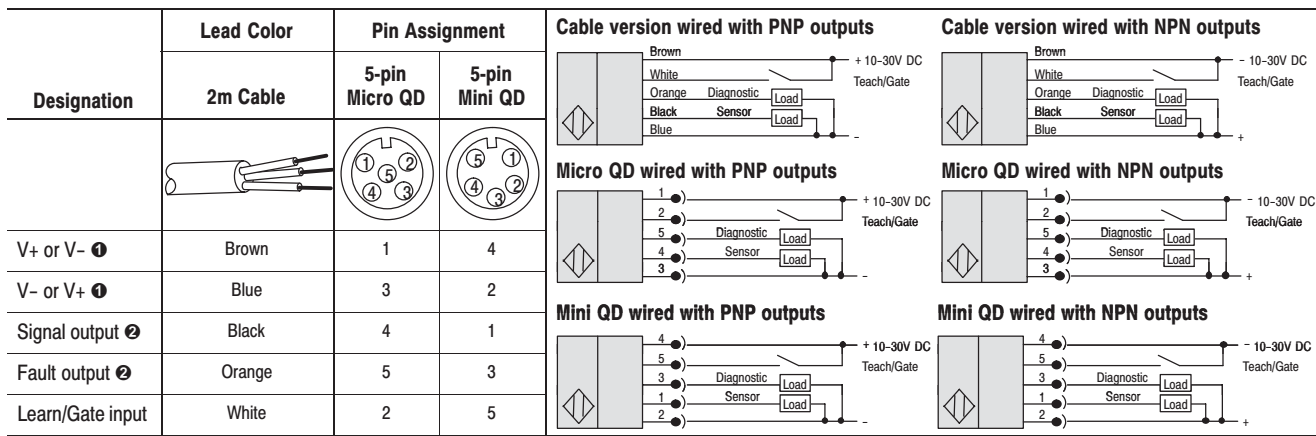 Designation
Lead Color
Pin Assignment
2m Cable
5-pin
Micro QD
5-pin
Mini QD
1 2 5 4 3
5 1 4 2 3
V+ or V– ❶ Brown 1 4
V– or V+ ❶ Blue 3 2
Signal output ❷ Black 4 1
Fault output ❷ Orange 5 3
Learn/Gate input White 2 5
Cable version wired with PNP outputs
Brown
+ 10–30V DC
White
Teach/Gate
Orange Diagnostic Load
Black Sensor Load
Blue
–
Cable version wired with NPN outputs
Brown
– 10–30V DC
White
Teach/Gate
Orange Diagnostic Load
Black Sensor Load
Blue
+
Micro QD wired with PNP outputs
1
+ 10–30V DC
2
Teach/Gate
5 Diagnostic Load
4 Sensor Load
3
–
Micro QD wired with NPN outputs
1
– 10–30V DC
2
Teach/Gate
5 Diagnostic Load
4 Sensor Load
3
+
Mini QD wired with PNP outputs
4
+ 10–30V DC
5
Teach/Gate
3 Diagnostic Load
1 Sensor Load
2
–
Mini QD wired with NPN outputs
4
– 10–30V DC
5
Teach/Gate
3 Diagnostic Load
1 Sensor Load
2
+